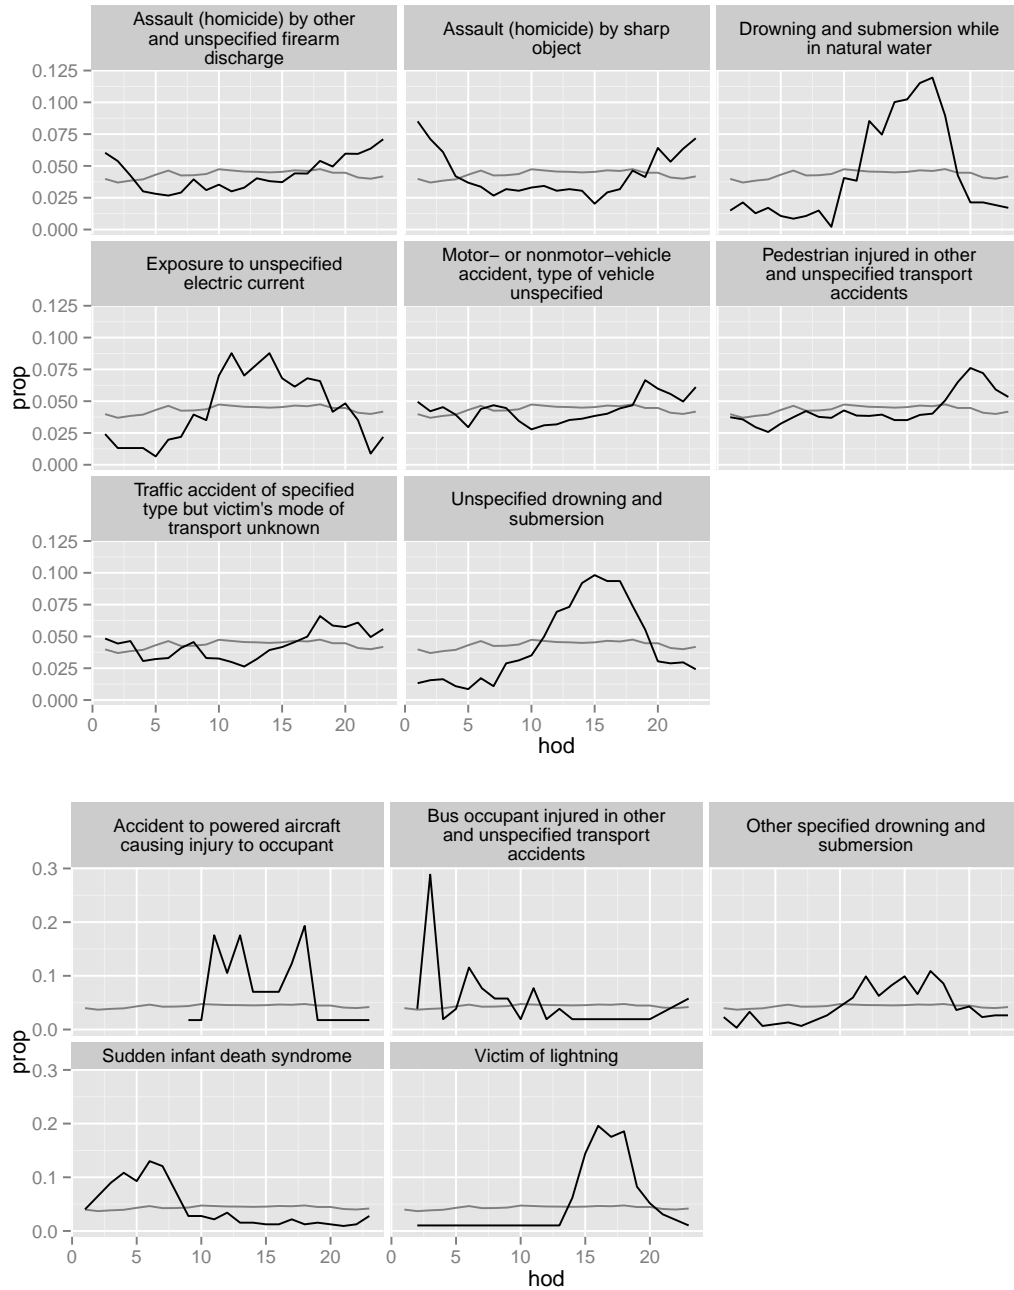 Assault (homicide) by other
and unspecified firearm
discharge
Assault (homicide) by sharp
object
Drowning and submersion while
in natural water
0.125
0.100
0.075
0.050
0.025
0.000
Exposure to unspecified
electric current
Motor− or nonmotor−vehicle
accident, type of vehicle
unspecified
Pedestrian injured in other
and unspecified transport
accidents
0.125
0.100
0.075
0.050
0.025
0.000
prop
Traffic accident of specified
type but victim's mode of
transport unknown
Unspecified drowning and
submersion
0.125
0.100
0.075
0.050
0.025
0.000
0 5 10 15 20 0 5 10 15 20
hod
Accident to powered aircraft
causing injury to occupant
Bus occupant injured in other
and unspecified transport
accidents
Other specified drowning and
submersion
0.3
0.2
0.1
0.0
prop
Sudden infant death syndrome
Victim of lightning
0.3
0.2
0.1
0.0
0 5 10 15 20 0 5 10 15 20
hod